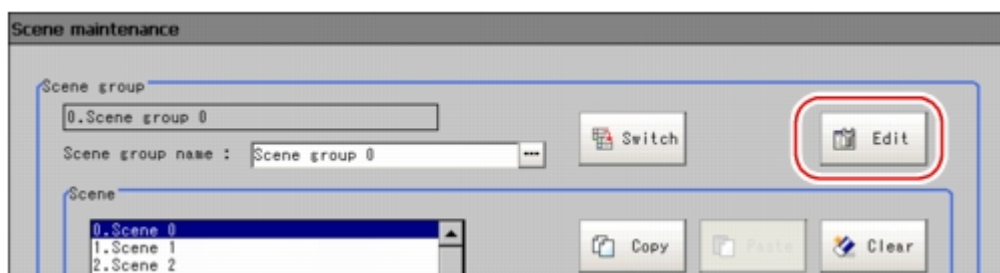 Scene maintenance
Scene group
0.Scene group 0
Switch
Edit
Scene group name : Scene group 0 ...
Scene
0.Scene 0
1.Scene 1
2.Scene 2
Copy
Paste
Clear